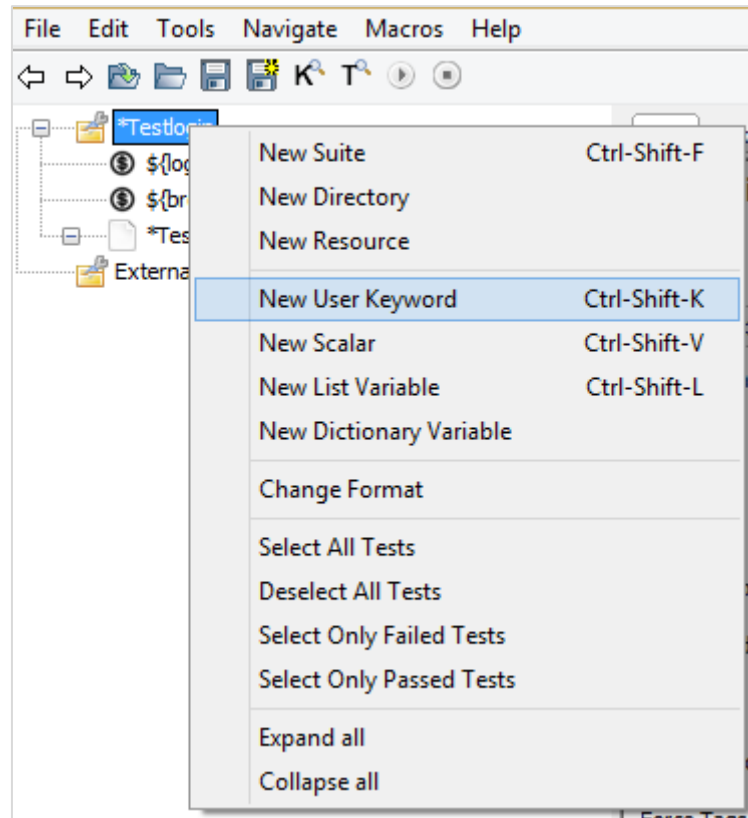 File Edit Tools Navigate Macros Help
*Testlogin
New Suite Ctrl-Shift-F
${log
New Directory
${br
New Resource
*Tes
Externa
New User Keyword Ctrl-Shift-K
New Scalar Ctrl-Shift-V
New List Variable Ctrl-Shift-L
New Dictionary Variable
Change Format
Select All Tests
Deselect All Tests
Select Only Failed Tests
Select Only Passed Tests
Expand all
Collapse all